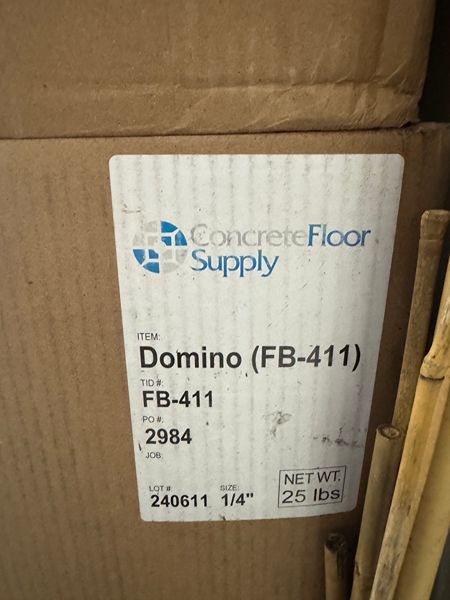 ConcreteFloor
Supply
ITEM:
Domino (FB-411)
TID #:
FB-411
PO #:
2984
JOB:
LOT #: SIZE:
240611 1/4"
NET WT.
25 lbs